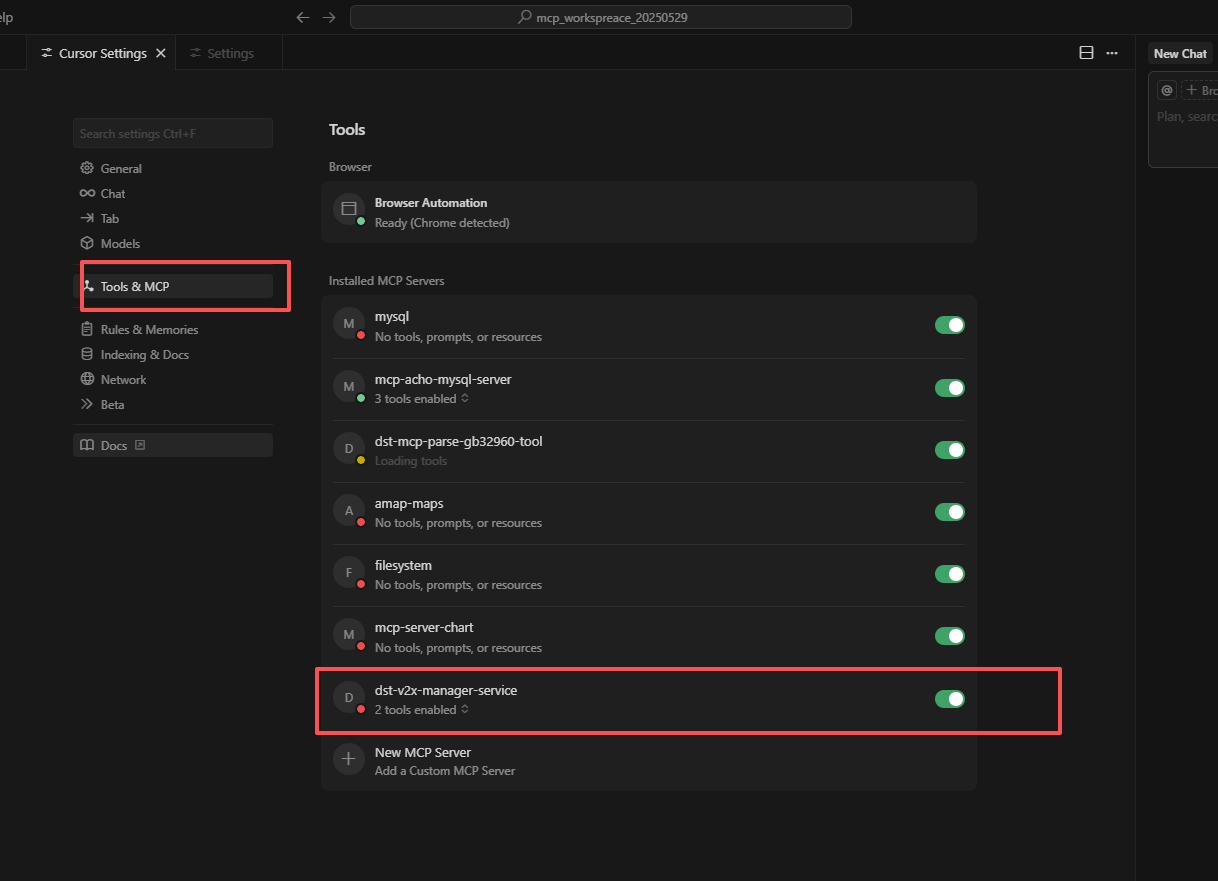 elp
mcp_workspreace_20250529
Cursor Settings
Settings
New Chat
@
Bro
Plan, searc
Search settings Ctrl+F
General
Chat
Tab
Models
Tools & MCP
Rules & Memories
Indexing & Docs
Network
Beta
Docs
Tools
Browser
Browser Automation
Ready (Chrome detected)
Installed MCP Servers
M
mysql
No tools, prompts, or resources
M
mcp-acho-mysql-server
3 tools enabled
D
dst-mcp-parse-gb32960-tool
Loading tools
A
amap-maps
No tools, prompts, or resources
F
filesystem
No tools, prompts, or resources
M
mcp-server-chart
No tools, prompts, or resources
D
dst-v2x-manager-service
2 tools enabled
New MCP Server
Add a Custom MCP Server